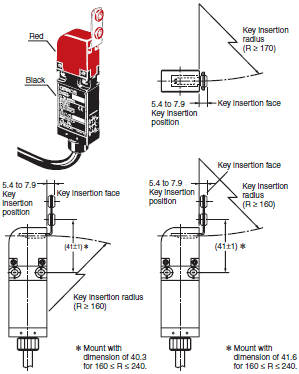 Red
Black
Key insertion
radius
(R ≥ 170)
5.4 to 7.9
Key insertion
position
Key insertion face
5.4 to 7.9
Key
insertion
position
Key insertion face
(41±1) *
Key insertion radius
(R ≥ 160)
* Mount with
dimension of 40.3
for 160 ≤ R ≤ 240.
Key insertion face
5.4 to 7.9
Key insertion
position
Key insertion
radius
(R ≥ 160)
(41±1) *
* Mount with
dimension of 41.6
for 160 ≤ R ≤ 240.